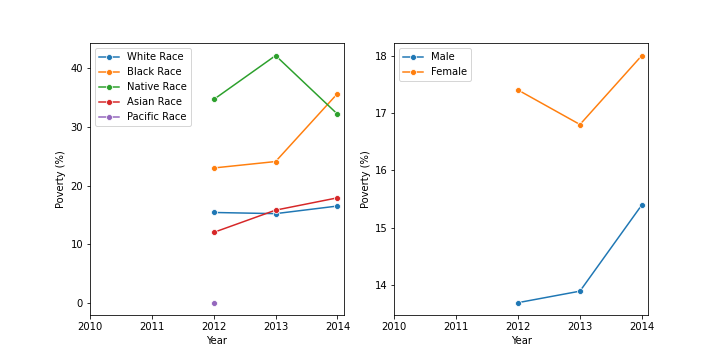 White Race
Black Race
Native Race
Asian Race
Pacific Race
40
30
20
10
0
Poverty (%)
2010 2011 2012 2013 2014
Year
Male
Female
18
17
16
15
14
Poverty (%)
2010 2011 2012 2013 2014
Year